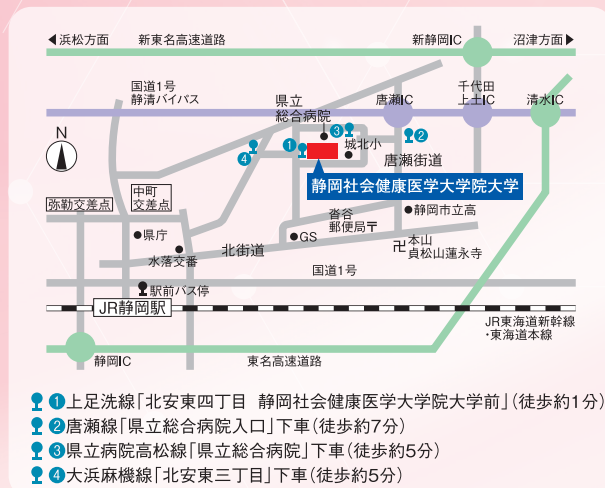 ◀浜松方面 新東名高速道路 新静岡IC 沼津方面▶
国道1号
静清バイパス
県立
総合病院
唐瀬IC
千代田
上土IC
清水IC
N
③
②
①
④
城北小
唐瀬街道
静岡社会健康医学大学院大学
弥勒交差点
中町
交差点
沓谷
郵便局〒
●静岡市立高
●県庁
北街道
●GS
卍本山
貞松山蓮永寺
水落交番
国道1号
駅前バス停
JR静岡駅
JR東海道新幹線
・東海道本線
静岡IC
東名高速道路
①上足洗線「北安東四丁目 静岡社会健康医学大学院大学前」(徒歩約1分)
②唐瀬線「県立総合病院入口」下車(徒歩約7分)
③県立病院高松線「県立総合病院」下車(徒歩約5分)
④大浜麻機線「北安東三丁目」下車(徒歩約5分)